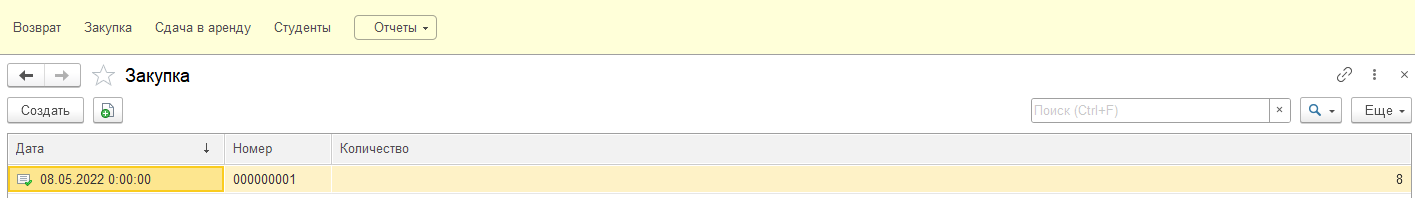 Возврат Закупка Сдача в аренду Студенты Отчеты
Закупка
Создать Поиск (Ctrl+F) × Еще
Дата ↓ Номер Количество
08.05.2022 0:00:00 000000001 8